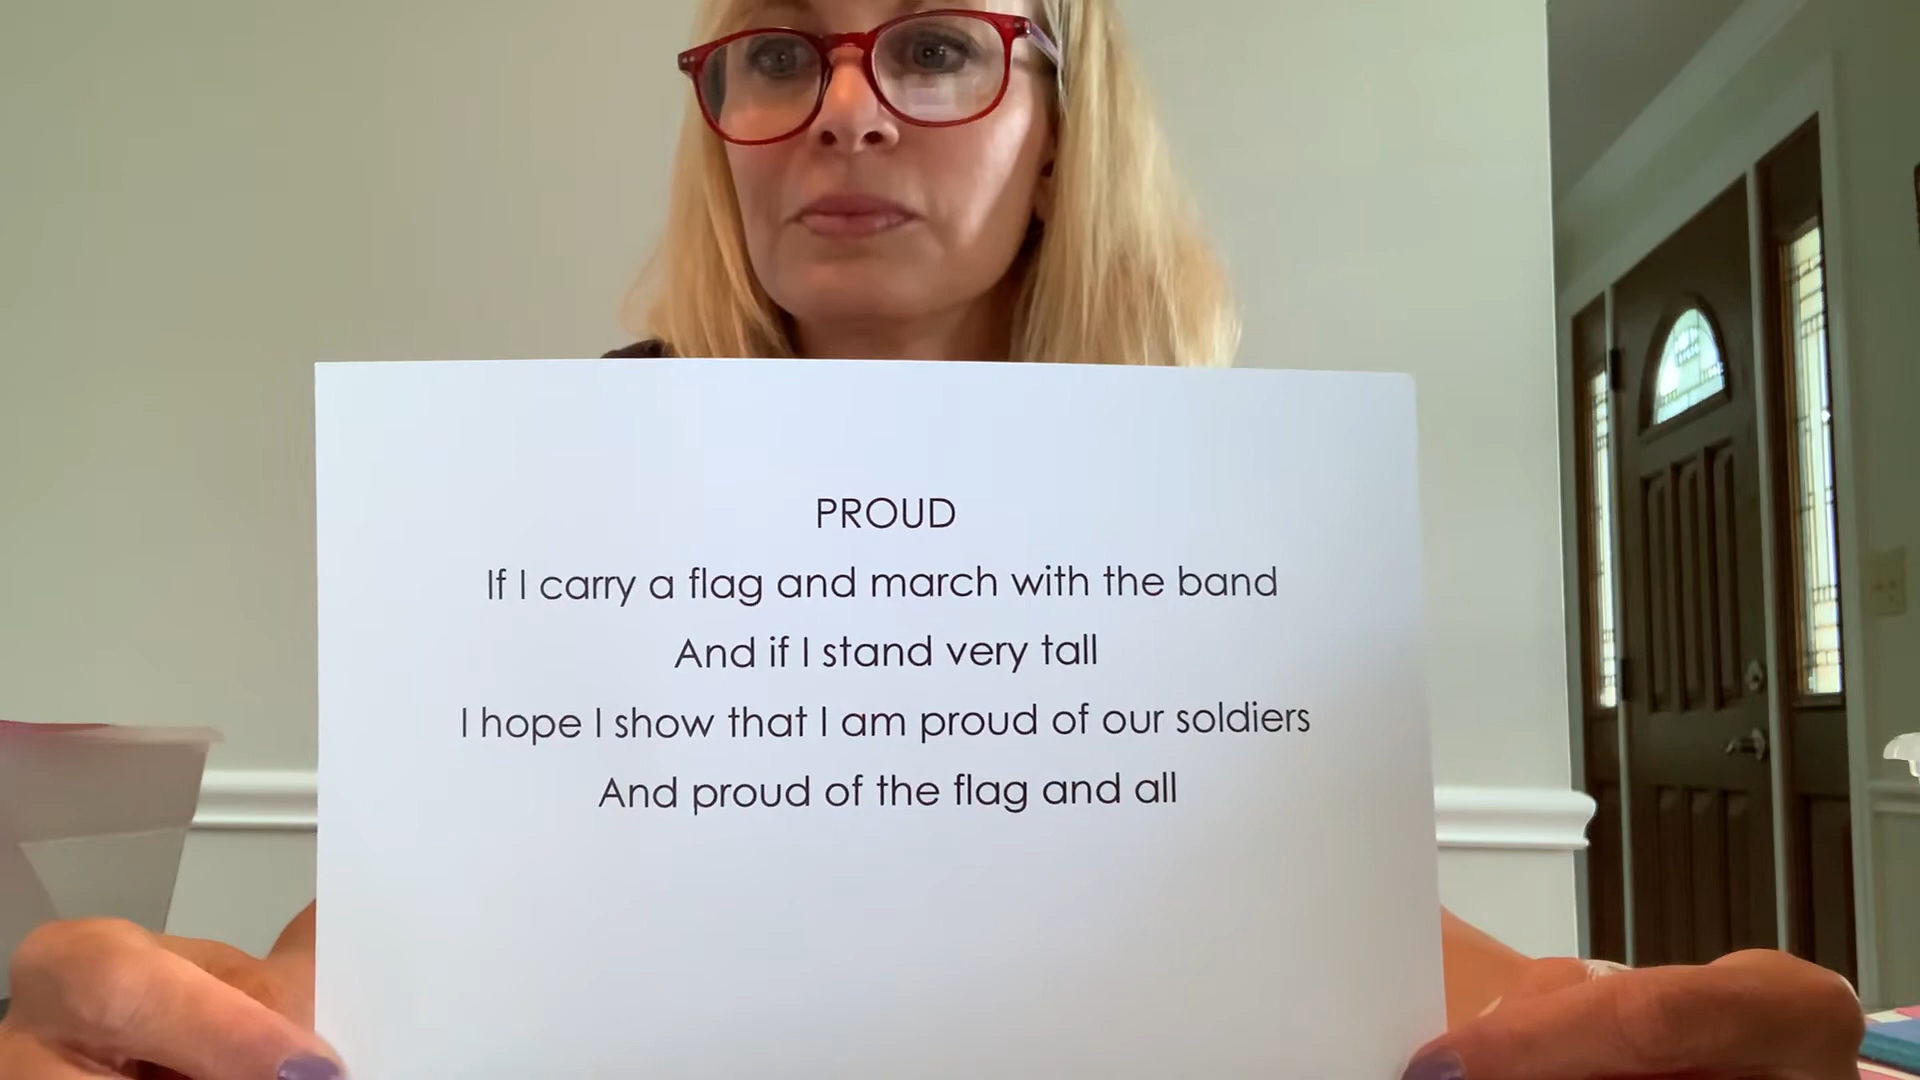 PROUD
If I carry a flag and march with the band
And if I stand very tall
I hope I show that I am proud of our soldiers
And proud of the flag and all